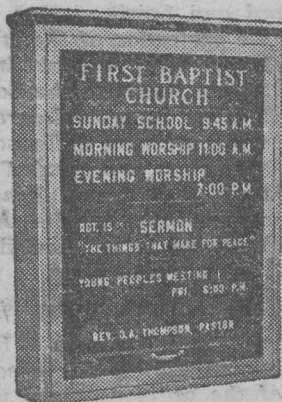 FIRST BAPTIST
CHURCH
SUNDAY SCHOOL 9:45 A.M.
MORNING WORSHIP 11:00 A.M.
EVENING WORSHIP
7:00 P.M.
OCT. 15 SERMON
"THE THINGS THAT MAKE FOR PEACE"
YOUNG PEOPLES MEETING
FRI. 6:00 P.M.
REV. THOMPSON, PASTOR